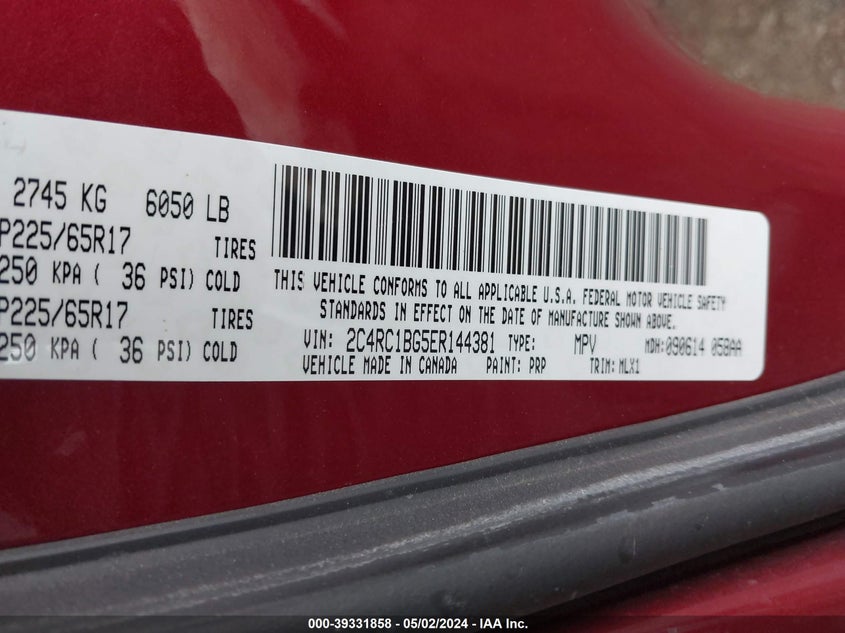 2745 KG 6050 LB
P225/65R17 TIRES
250 KPA ( 36 PSI) COLD
P225/65R17 TIRES
250 KPA ( 36 PSI) COLD
THIS VEHICLE CONFORMS TO ALL APPLICABLE U.S.A. FEDERAL MOTOR VEHICLE SAFETY
STANDARDS IN EFFECT ON THE DATE OF MANUFACTURE SHOWN ABOVE.
VIN: 2C4RC1BG5ER144381 TYPE: MPV MDH: 090614 058AA
VEHICLE MADE IN CANADA PAINT: PRP TRIM: MLX1
000-39331858 - 05/02/2024 - IAA Inc.